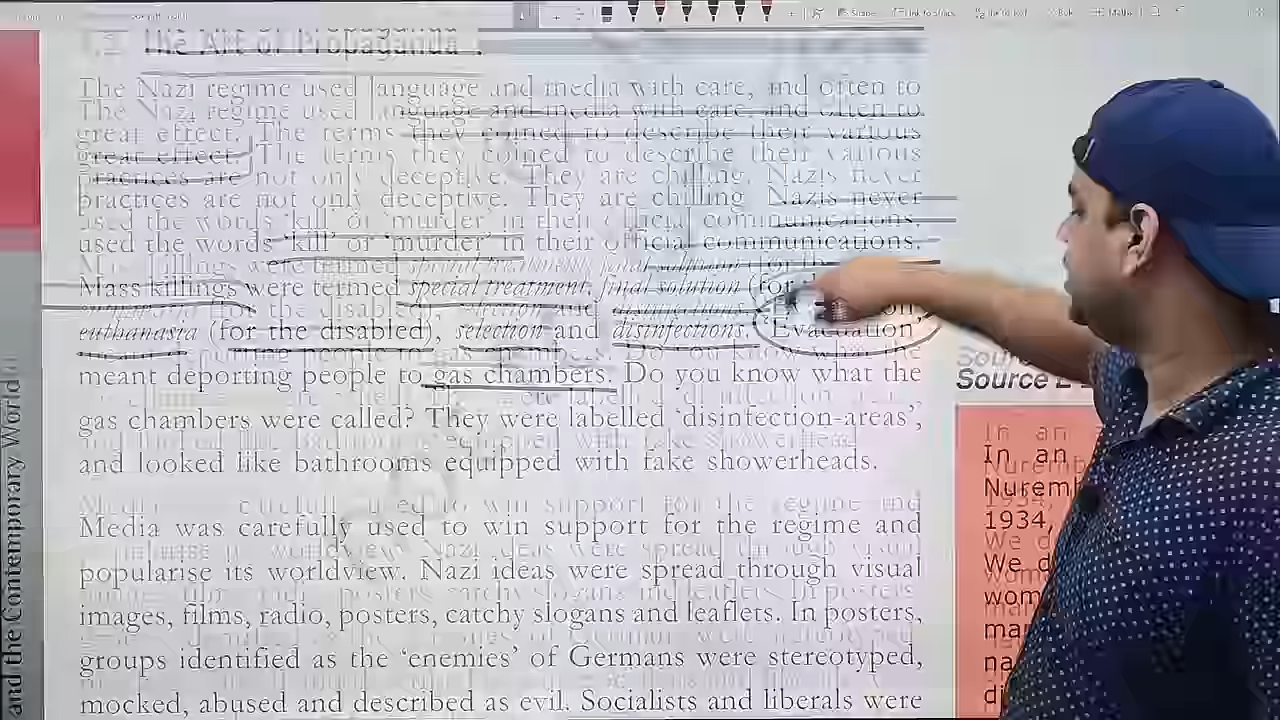 The Art of Propaganda
The Nazi regime used language and media with care, and often to
great effect. The terms they coined to describe their various
practices are not only deceptive. They are chilling. Nazis never
used the words 'kill' or 'murder' in their official communications.
Mass killings were termed special treatment, final solution (for
euthanasia (for the disabled), selection and disinfections. 'Evacuation'
meant deporting people to gas chambers. Do you know what the
gas chambers were called? They were labelled 'disinfection-areas',
and looked like bathrooms equipped with fake showerheads.
Media was carefully used to win support for the regime and
popularise its worldview. Nazi ideas were spread through visual
images, films, radio, posters, catchy slogans and leaflets. In posters,
groups identified as the 'enemies' of Germans were stereotyped,
mocked, abused and described as evil. Socialists and liberals were
and the Contemporary World
Source E
In an
Nuremb
1934,
We d
wom
ma
na
di